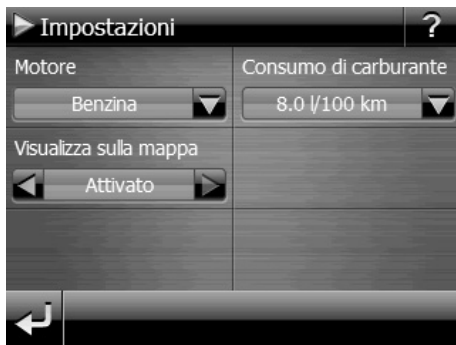 Impostazioni
?
Motore
Benzina
Consumo di carburante
8.0 l/100 km
Visualizza sulla mappa
Attivato